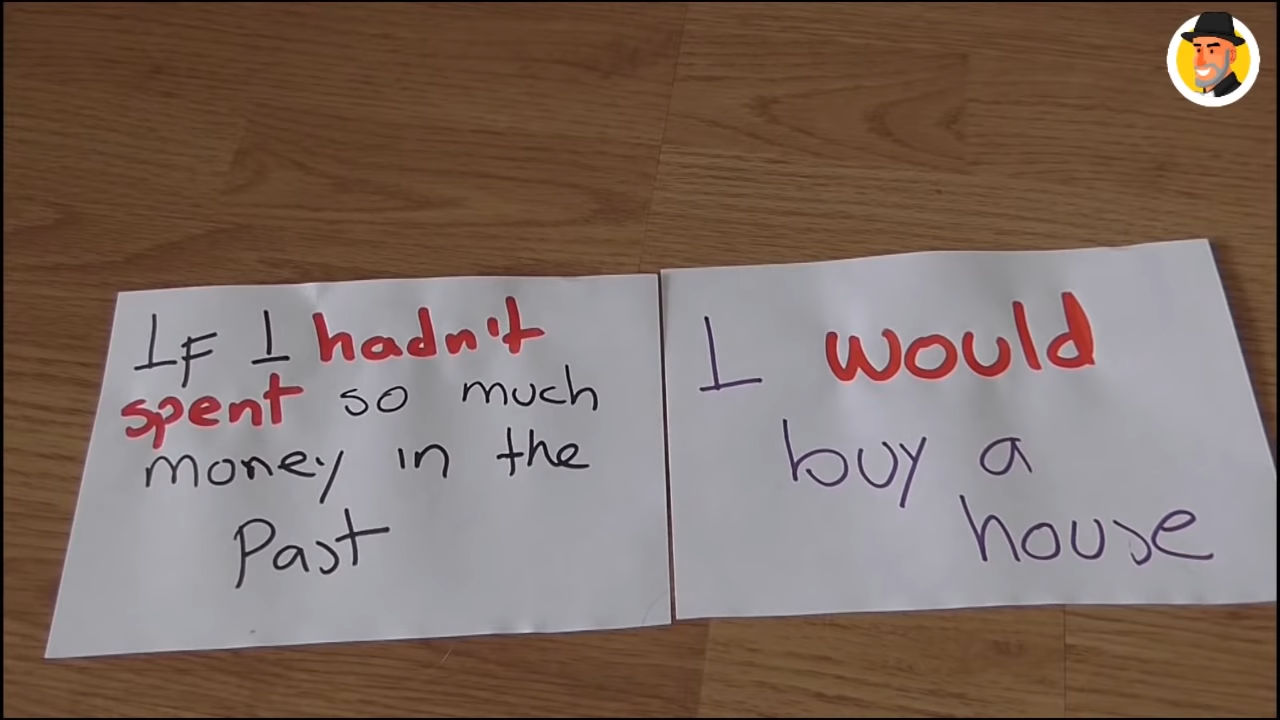 If I hadn't
spent so much
money in the
Past
I would
buy a
house